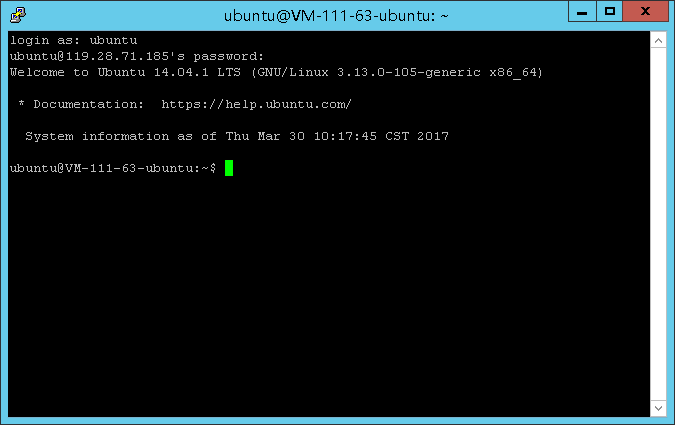 ubuntu@VM-111-63-ubuntu: ~
login as: ubuntu
ubuntu@119.28.71.185's password:
Welcome to Ubuntu 14.04.1 LTS (GNU/Linux 3.13.0-105-generic x86_64)
* Documentation:  https://help.ubuntu.com/
System information as of Thu Mar 30 10:17:45 CST 2017
ubuntu@VM-111-63-ubuntu:~$